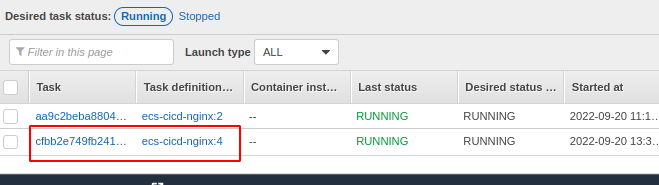 Desired task status: Running Stopped
Filter in this page Launch type ALL
Task Task definition... Container inst... Last status Desired status ... Started at
aa9c2beba8804... ecs-cicd-nginx:2 -- RUNNING RUNNING 2022-09-20 11:1...
cfbb2e749fb241... ecs-cicd-nginx:4 -- RUNNING RUNNING 2022-09-20 13:3...